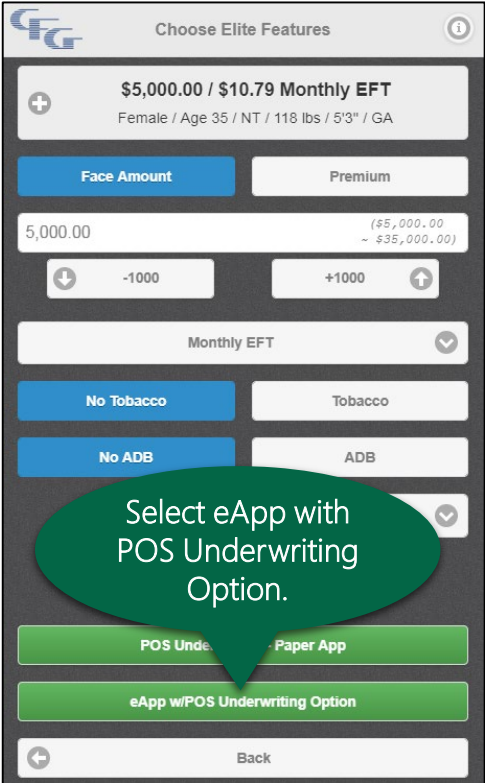 CFG
Choose Elite Features
$5,000.00 / $10.79 Monthly EFT
Female / Age 35 / NT / 118 lbs / 5'3" / GA
Face Amount
Premium
5,000.00
($5,000.00
~ $35,000.00)
-1000
+1000
Monthly EFT
No Tobacco
Tobacco
No ADB
ADB
Select eApp with
POS Underwriting
Option.
POS Paper App
eApp w/POS Underwriting Option
Back